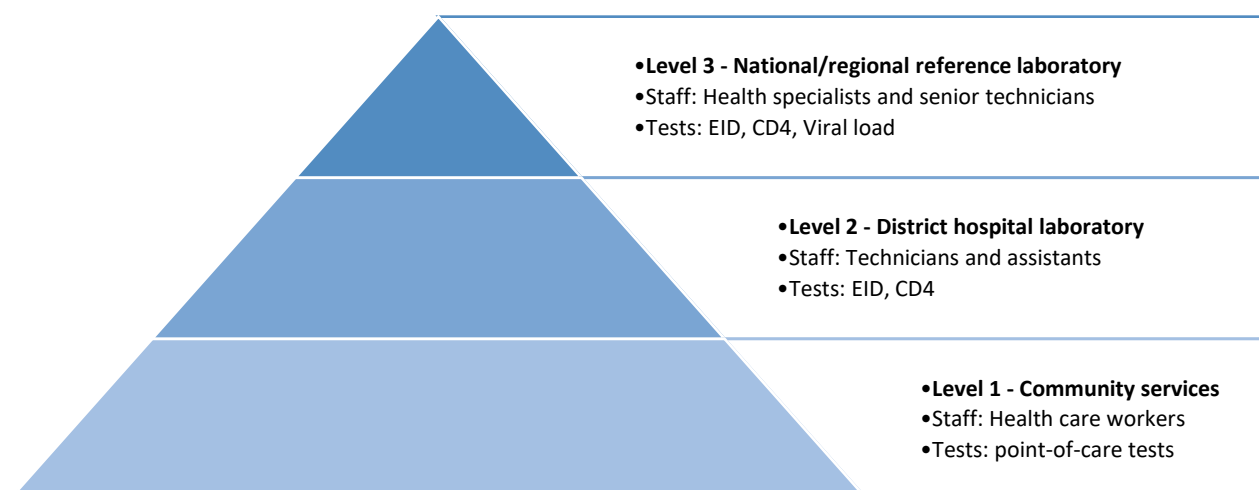 •Level 3 - National/regional reference laboratory
•Staff: Health specialists and senior technicians
•Tests: EID, CD4, Viral load
•Level 2 - District hospital laboratory
•Staff: Technicians and assistants
•Tests: EID, CD4
•Level 1 - Community services
•Staff: Health care workers
•Tests: point-of-care tests